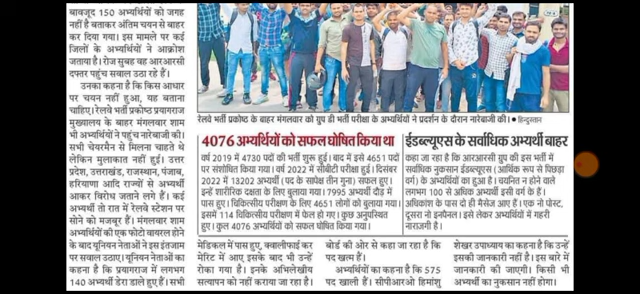 बावजूद 150 अभ्यर्थियों को जगह
नहीं है बताकर अंतिम चयन से बाहर
कर दिया गया। इस मामले पर कई
जिलों के अभ्यर्थियों ने आक्रोश
जताया है। रोज सुबह वह आरआरसी
दफ्तर पहुंच सवाल उठा रहे हैं।
उनका कहना है कि किस आधार
पर चयन नहीं हुआ, यह बताना
चाहिए। रेलवे भर्ती प्रकोष्ठ प्रयागराज
मुख्यालय के बाहर मंगलवार शाम
भी अभ्यर्थियों ने पहुंच नारेबाजी की।
सभी चेयरमैन से मिलना चाहते थे
लेकिन मुलाकात नहीं हुई। उत्तर
प्रदेश, उत्तराखंड, राजस्थान, पंजाब,
हरियाणा आदि राज्यों से अभ्यर्थी
आकर विरोध जताने लगे हैं। कई
अभ्यर्थी तो रात में रेलवे स्टेशन पर
सोने को मजबूर हैं। मंगलवार शाम
अभ्यर्थियों की एक फोटो वायरल होने
के बाद यूनियन नेताओं ने इस इंतजाम
पर सवाल उठाए। यूनियन नेताओं का
कहना है कि प्रयागराज में लगभग
140 अभ्यर्थी डेरा डाले हुए हैं। सभी
रेलवे भर्ती प्रकोष्ठ के बाहर मंगलवार को ग्रुप डी भर्ती परीक्षा के अभ्यर्थियों ने प्रदर्शन के दौरान नारेबाजी की। • हिन्दुस्तान
4076 अभ्यर्थियों को सफल घोषित किया था
वर्ष 2019 में 4730 पदों की भर्ती शुरू हुई। बाद में इसे 4651 पदों
पर संशोधित किया गया। वर्ष 2022 में सीबीटी परीक्षा हुई। दिसंबर
2022 में 13202 अभ्यर्थी (पद के सापेक्ष तीन गुना) सफल हुए।
इन्हें शारीरिक दक्षता के लिए बुलाया गया। 7995 अभ्यर्थी दौड़ में
पास हुए। चिकित्सीय परीक्षण के लिए 4651 लोगों को बुलाया गया।
इसमें 114 चिकित्सीय परीक्षण में फेल हो गए। कुछ अनुपस्थित
हुए। कुल 4076 अभ्यर्थियों को सफल घोषित किया गया।
ईडब्ल्यूएस के सर्वाधिक अभ्यर्थी बाहर
कहा जा रहा है कि आरआरसी ग्रुप की इस भर्ती में
सर्वाधिक नुकसान ईडब्ल्यूएस (आर्थिक रूप से पिछड़ा
वर्ग) के अभ्यर्थियों का हुआ है। चयनित न होने वाले
लगभग 100 से अधिक अभ्यर्थी इसी वर्ग के हैं।
अधिकांश के पास दो ही मैसेज आए हैं। एक नो पोस्ट,
दूसरा नो इनपैनल। इसे लेकर अभ्यर्थियों में गहरी
नाराजगी है।
मेडिकल में पास हुए, क्वालीफाई कर
मेरिट में आए इसके बाद भी उन्हें
रोका गया है। इनके अभिलेखीय
सत्यापन को नहीं कराया जा रहा है।
बोर्ड की ओर से कहा जा रहा है कि
पद खत्म हैं।
अभ्यर्थियों का कहना है कि 575
पद खाली हैं। सीपीआरओ हिमांशु
शेखर उपाध्याय का कहना है कि उन्हें
इसकी जानकारी नहीं है। इस बारे में
जानकारी की जाएगी। किसी भी
अभ्यर्थी का नुकसान नहीं होगा।